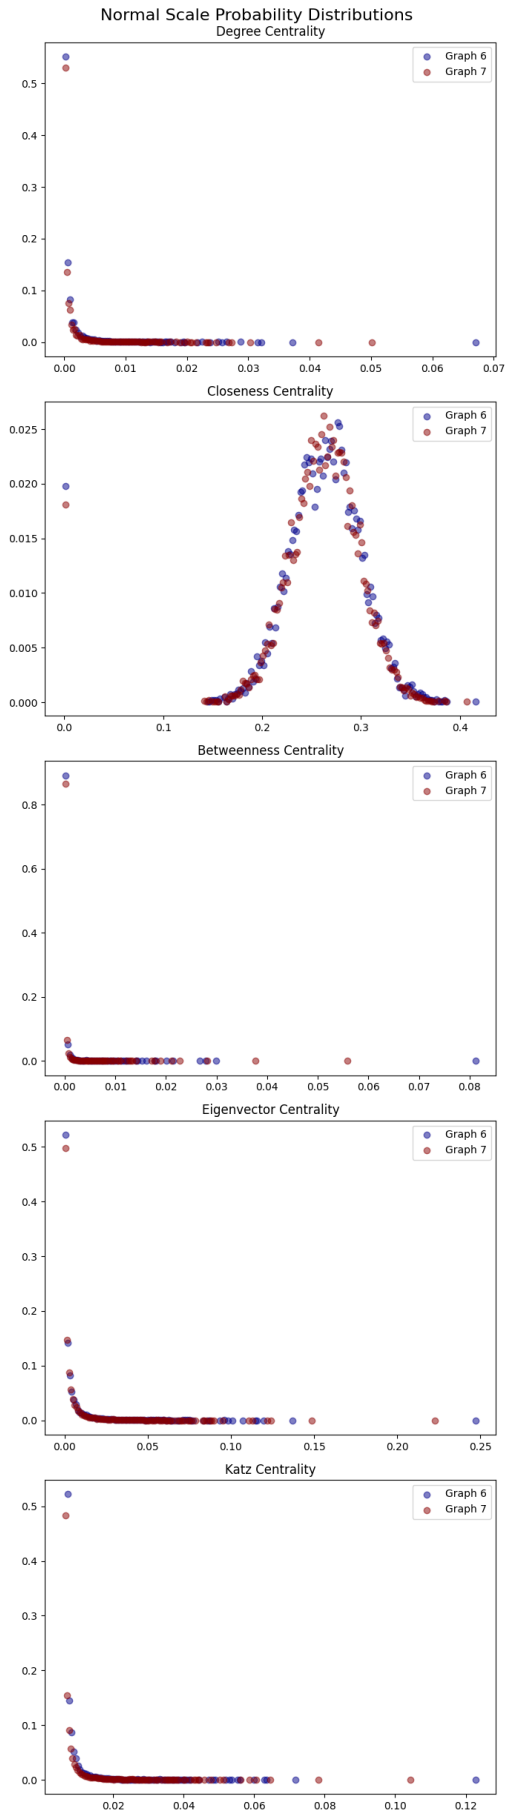 Normal Scale Probability Distributions
Degree Centrality
Graph 6
Graph 7
0.5
0.4
0.3
0.2
0.1
0.0
0.00 0.01 0.02 0.03 0.04 0.05 0.06 0.07
Closeness Centrality
Graph 6
Graph 7
0.025
0.020
0.015
0.010
0.005
0.000
0.0 0.1 0.2 0.3 0.4
Betweenness Centrality
Graph 6
Graph 7
0.8
0.6
0.4
0.2
0.0
0.00 0.01 0.02 0.03 0.04 0.05 0.06 0.07 0.08
Eigenvector Centrality
Graph 6
Graph 7
0.5
0.4
0.3
0.2
0.1
0.0
0.00 0.05 0.10 0.15 0.20 0.25
Katz Centrality
Graph 6
Graph 7
0.5
0.4
0.3
0.2
0.1
0.0
0.02 0.04 0.06 0.08 0.10 0.12